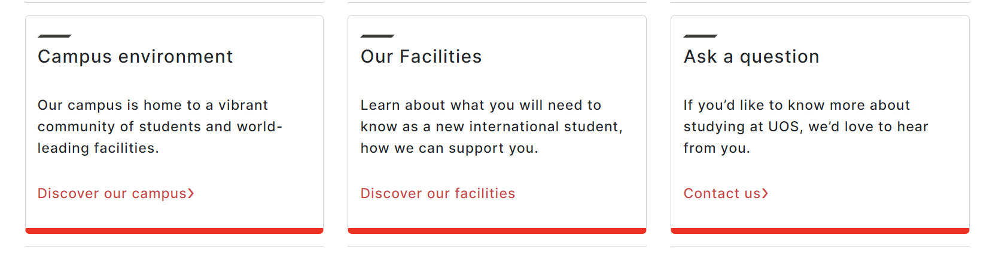 Campus environment
Our campus is home to a vibrant
community of students and world-
leading facilities.
Discover our campus›
Our Facilities
Learn about what you will need to
know as a new international student,
how we can support you.
Discover our facilities
Ask a question
If you’d like to know more about
studying at UOS, we’d love to hear
from you.
Contact us›